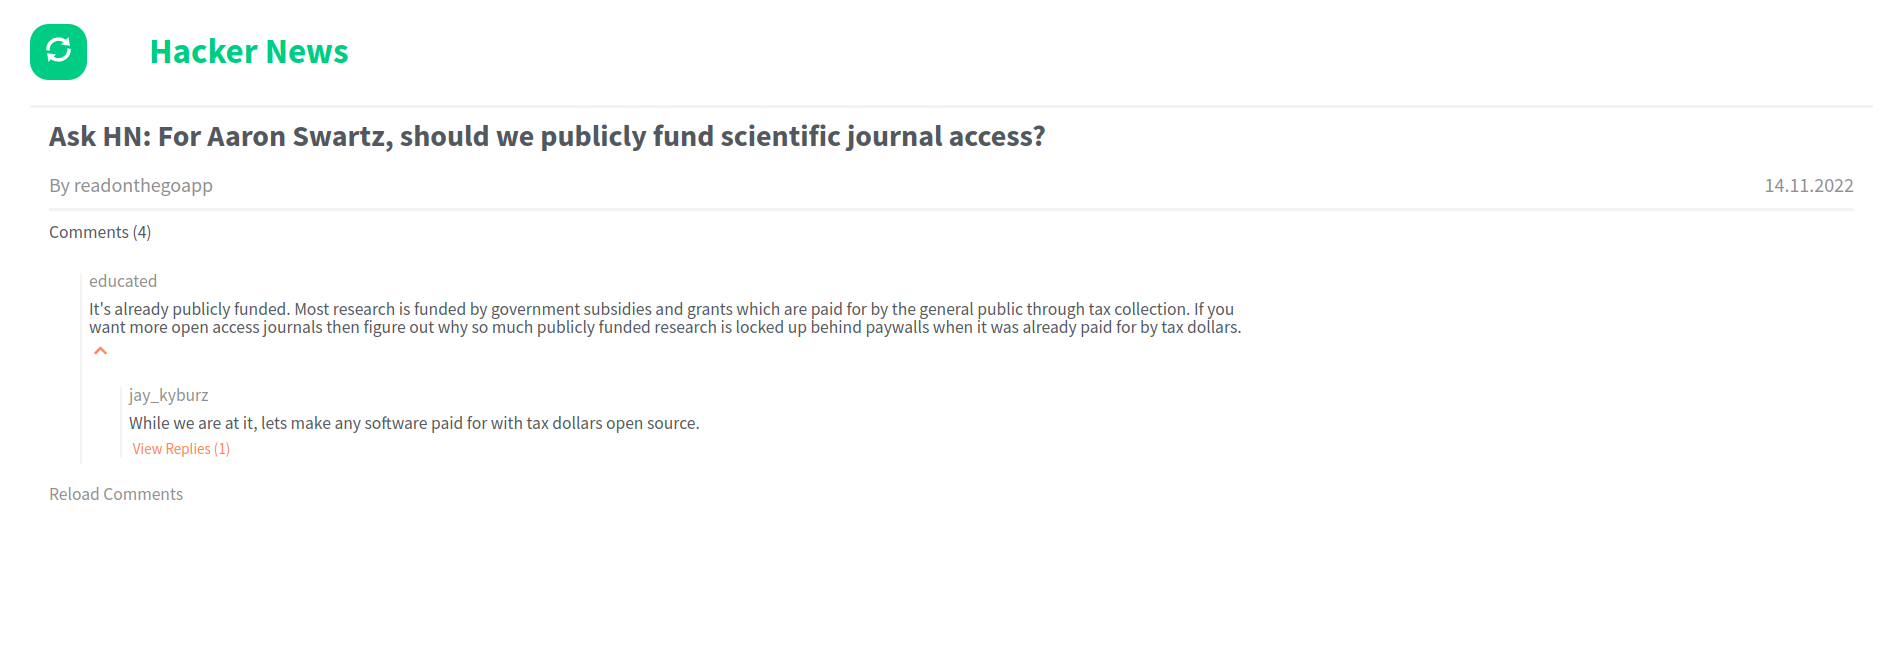 Hacker News
Ask HN: For Aaron Swartz, should we publicly fund scientific journal access?
By readonthegoapp
14.11.2022
Comments (4)
educated
It's already publicly funded. Most research is funded by government subsidies and grants which are paid for by the general public through tax collection. If you
want more open access journals then figure out why so much publicly funded research is locked up behind paywalls when it was already paid for by tax dollars.
jay_kyburz
While we are at it, lets make any software paid for with tax dollars open source.
View Replies (1)
Reload Comments